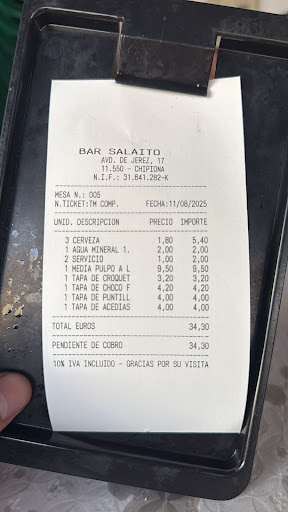 BAR SALAITO
AVD. DE JEREZ, 17
11.550 - CHIPIONA
N.I.F.: 31.641.282-K
MESA N.: 005
N.TICKET:TM COMP. FECHA:11/08/2025
UNID. DESCRIPCION PRECIO IMPORTE
3 CERVEZA 1,80 5,40
1 AGUA MINERAL 1. 2,00 2,00
2 SERVICIO 1,00 2,00
1 MEDIA PULPO A L 9,50 9,50
1 TAPA DE CROQUET 3,20 3,20
1 TAPA DE CHOCO F 4,20 4,20
1 TAPA DE PUNTILL 4,00 4,00
1 TAPA DE ACEDIAS 4,00 4,00
TOTAL EUROS 34,30
PENDIENTE DE COBRO 34,30
10% IVA INCLUIDO - GRACIAS POR SU VISITA